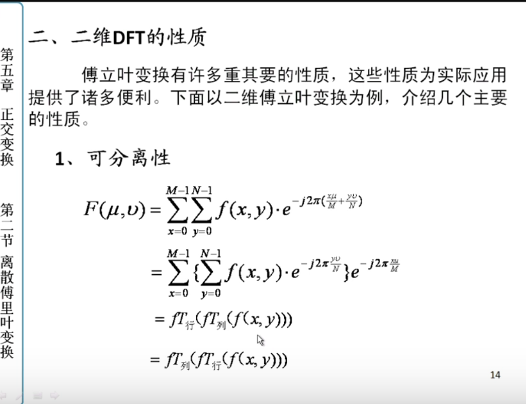 第五章 正交变换 第二节 离散傅里叶变换
二、二维DFT的性质
傅立叶变换有许多重其要的性质，这些性质为实际应用
提供了诸多便利。下面以二维傅立叶变换为例，介绍几个主要
的性质。
1、可分离性
F(μ,υ) = ∑_{x=0}^{M-1} ∑_{y=0}^{N-1} f(x,y)·e^{-j2π(xμ/M + yυ/N)}
= ∑_{x=0}^{M-1} {∑_{y=0}^{N-1} f(x,y)·e^{-j2π yυ/N}} e^{-j2π xμ/M}
= fT行(fT列(f(x,y)))
= fT列(fT行(f(x,y)))
14